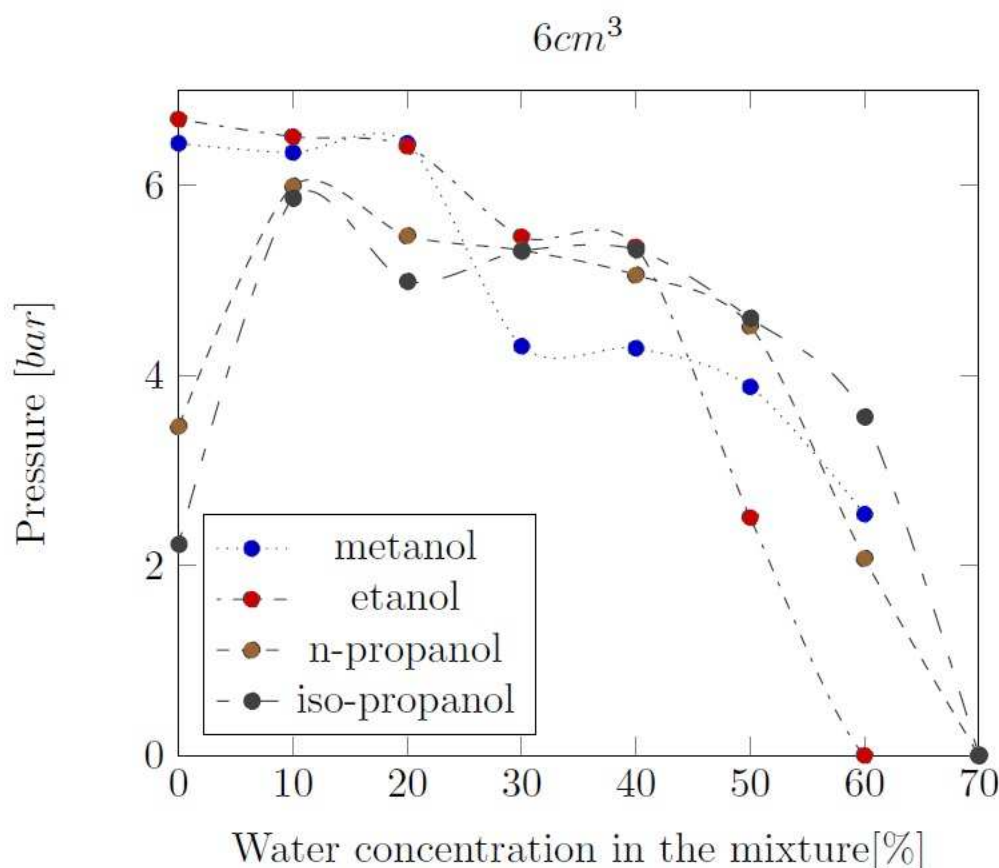 6cm³
Pressure [bar]
6
4
2
0
metanol
etanol
n-propanol
iso-propanol
0 10 20 30 40 50 60 70
Water concentration in the mixture[%]